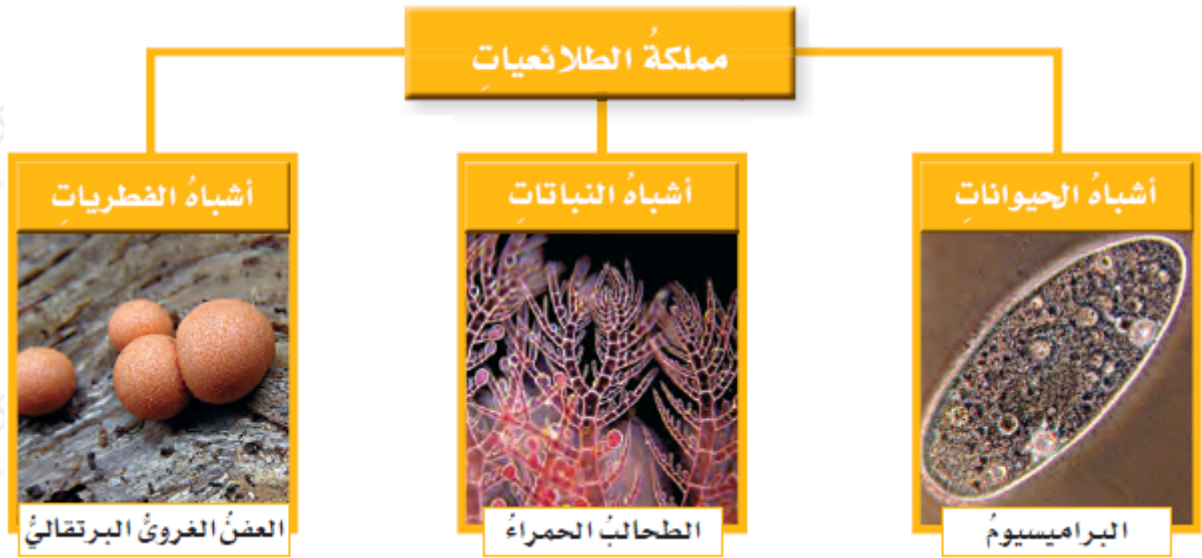 مملكةُ الطلائعياتِ
أشباهُ الحيواناتِ
أشباهُ النباتاتِ
أشباهُ الفطرياتِ
البراميسيومُ
الطحالبُ الحمراءُ
العفنُ الغرويُّ البرتقاليُّ